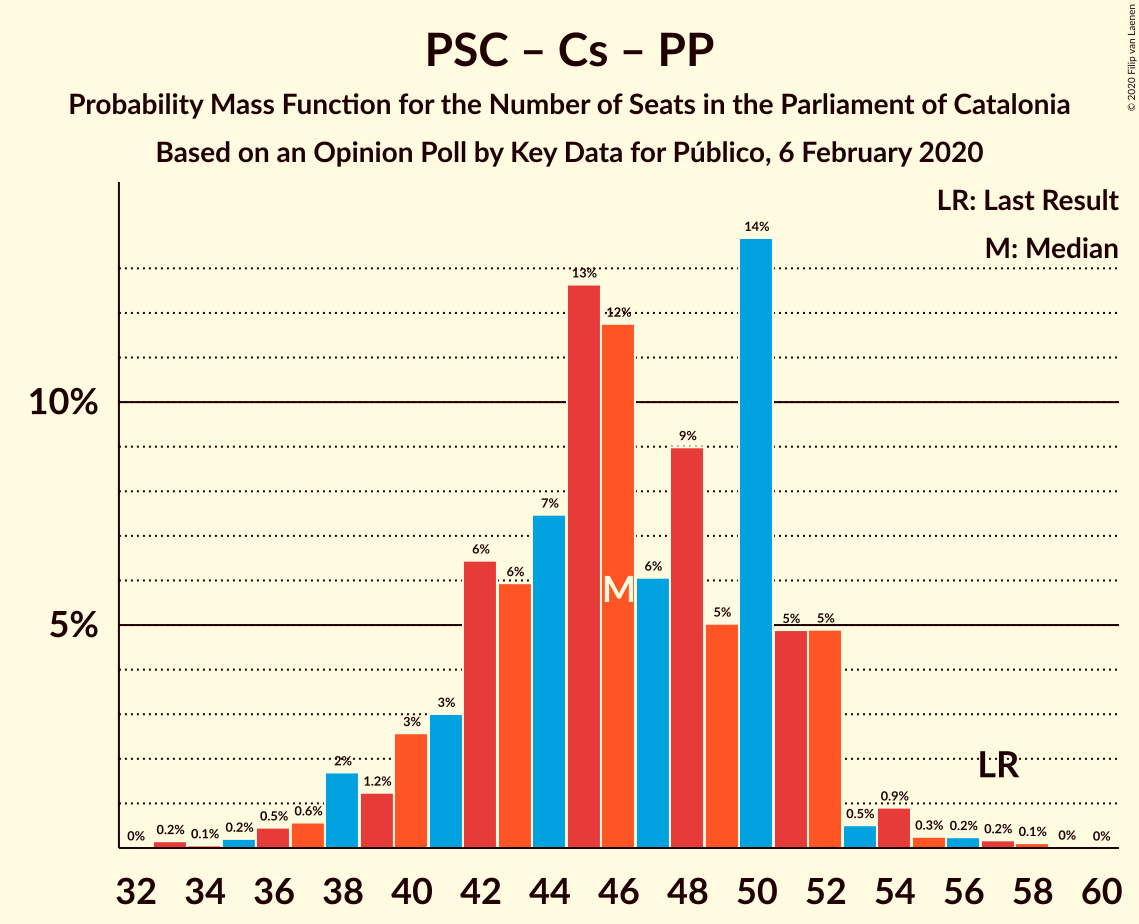 PSC – Cs – PP
Probability Mass Function for the Number of Seats in the Parliament of Catalonia
Based on an Opinion Poll by Key Data for Público, 6 February 2020
© 2020 Filip van Laenen
LR: Last Result
M: Median
10%
5%
0% 0.2% 0.1% 0.2% 0.5% 0.6% 2% 1.2% 3% 3% 6% 6% 7% 13% 12% 6% 9% 5% 14% 5% 5% 0.5% 0.9% 0.3% 0.2% 0.2% 0.1% 0% 0%
M
LR
32 34 36 38 40 42 44 46 48 50 52 54 56 58 60